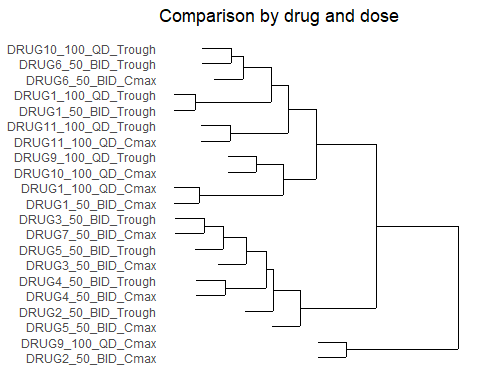 Comparison by drug and dose
DRUG10_100_QD_Trough
DRUG6_50_BID_Trough
DRUG6_50_BID_Cmax
DRUG1_100_QD_Trough
DRUG1_50_BID_Trough
DRUG11_100_QD_Trough
DRUG11_100_QD_Cmax
DRUG9_100_QD_Trough
DRUG10_100_QD_Cmax
DRUG1_100_QD_Cmax
DRUG1_50_BID_Cmax
DRUG3_50_BID_Trough
DRUG7_50_BID_Cmax
DRUG5_50_BID_Trough
DRUG3_50_BID_Cmax
DRUG4_50_BID_Trough
DRUG4_50_BID_Cmax
DRUG2_50_BID_Trough
DRUG5_50_BID_Cmax
DRUG9_100_QD_Cmax
DRUG2_50_BID_Cmax